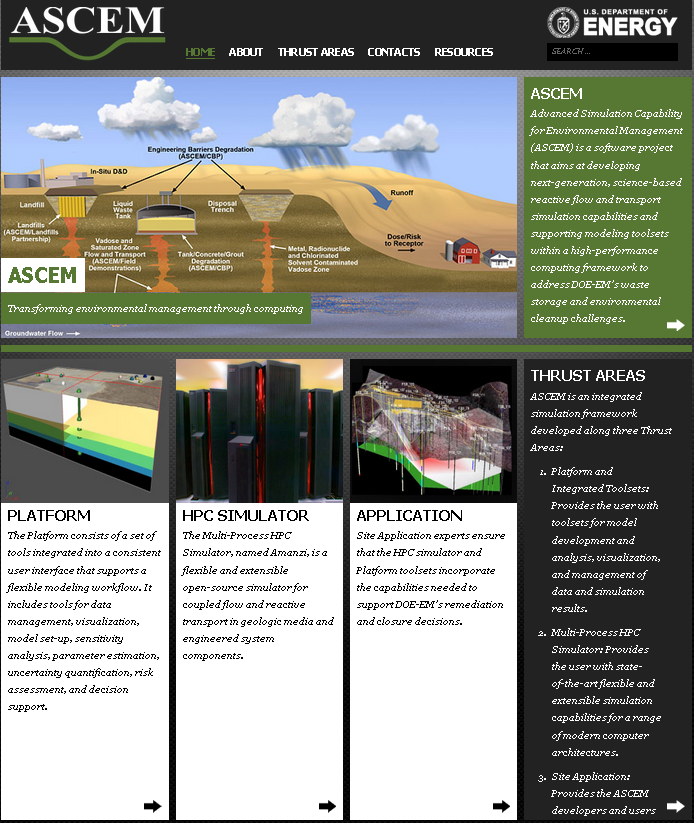 ASCEM
U.S. DEPARTMENT OF
ENERGY
HOME ABOUT THRUST AREAS CONTACTS RESOURCES
SEARCH ...
Engineering Barriers Degradation
(ASCEM/CBP)
In-Situ D&D
Landfill
Liquid
Waste
Tank
Disposal
Trench
Runoff
Landfills
(ASCEM/Landfills
Partnership)
Vadose and
Saturated Zone
Flow and Transport
(ASCEM/Field
Demonstrations)
Tank/Concrete/Grout
Degradation
(ASCEM/CBP)
Metal, Radionuclide
and Chlorinated
Solvent Contaminated
Vadose Zone
Dose/Risk
to Receptor
ASCEM
Transforming environmental management through computing
Groundwater Flow
ASCEM
Advanced Simulation Capability
for Environmental Management
(ASCEM) is a software project
that aims at developing
next-generation, science-based
reactive flow and transport
simulation capabilities and
supporting modeling toolsets
within a high-performance
computing framework to
address DOE-EM's waste
storage and environmental
cleanup challenges.
PLATFORM
The Platform consists of a set of
tools integrated into a consistent
user interface that supports a
flexible modeling workflow. It
includes tools for data
management, visualization,
model set-up, sensitivity
analysis, parameter estimation,
uncertainty quantification, risk
assessment, and decision
support.
HPC SIMULATOR
The Multi-Process HPC
Simulator, named Amanzi, is a
flexible and extensible
open-source simulator for
coupled flow and reactive
transport in geologic media and
engineered system
components.
APPLICATION
Site Application experts ensure
that the HPC simulator and
Platform toolsets incorporate
the capabilities needed to
support DOE-EM's remediation
and closure decisions.
THRUST AREAS
ASCEM is an integrated
simulation framework
developed along three Thrust
Areas:
1. Platform and
Integrated Toolsets:
Provides the user with
toolsets for model
development and
analysis, visualization,
and management of
data and simulation
results.
2. Multi-Process HPC
Simulator: Provides
the user with state-
of-the-art flexible and
extensible simulation
capabilities for a range
of modern computer
architectures.
3. Site Application:
Provides the ASCEM
developers and users